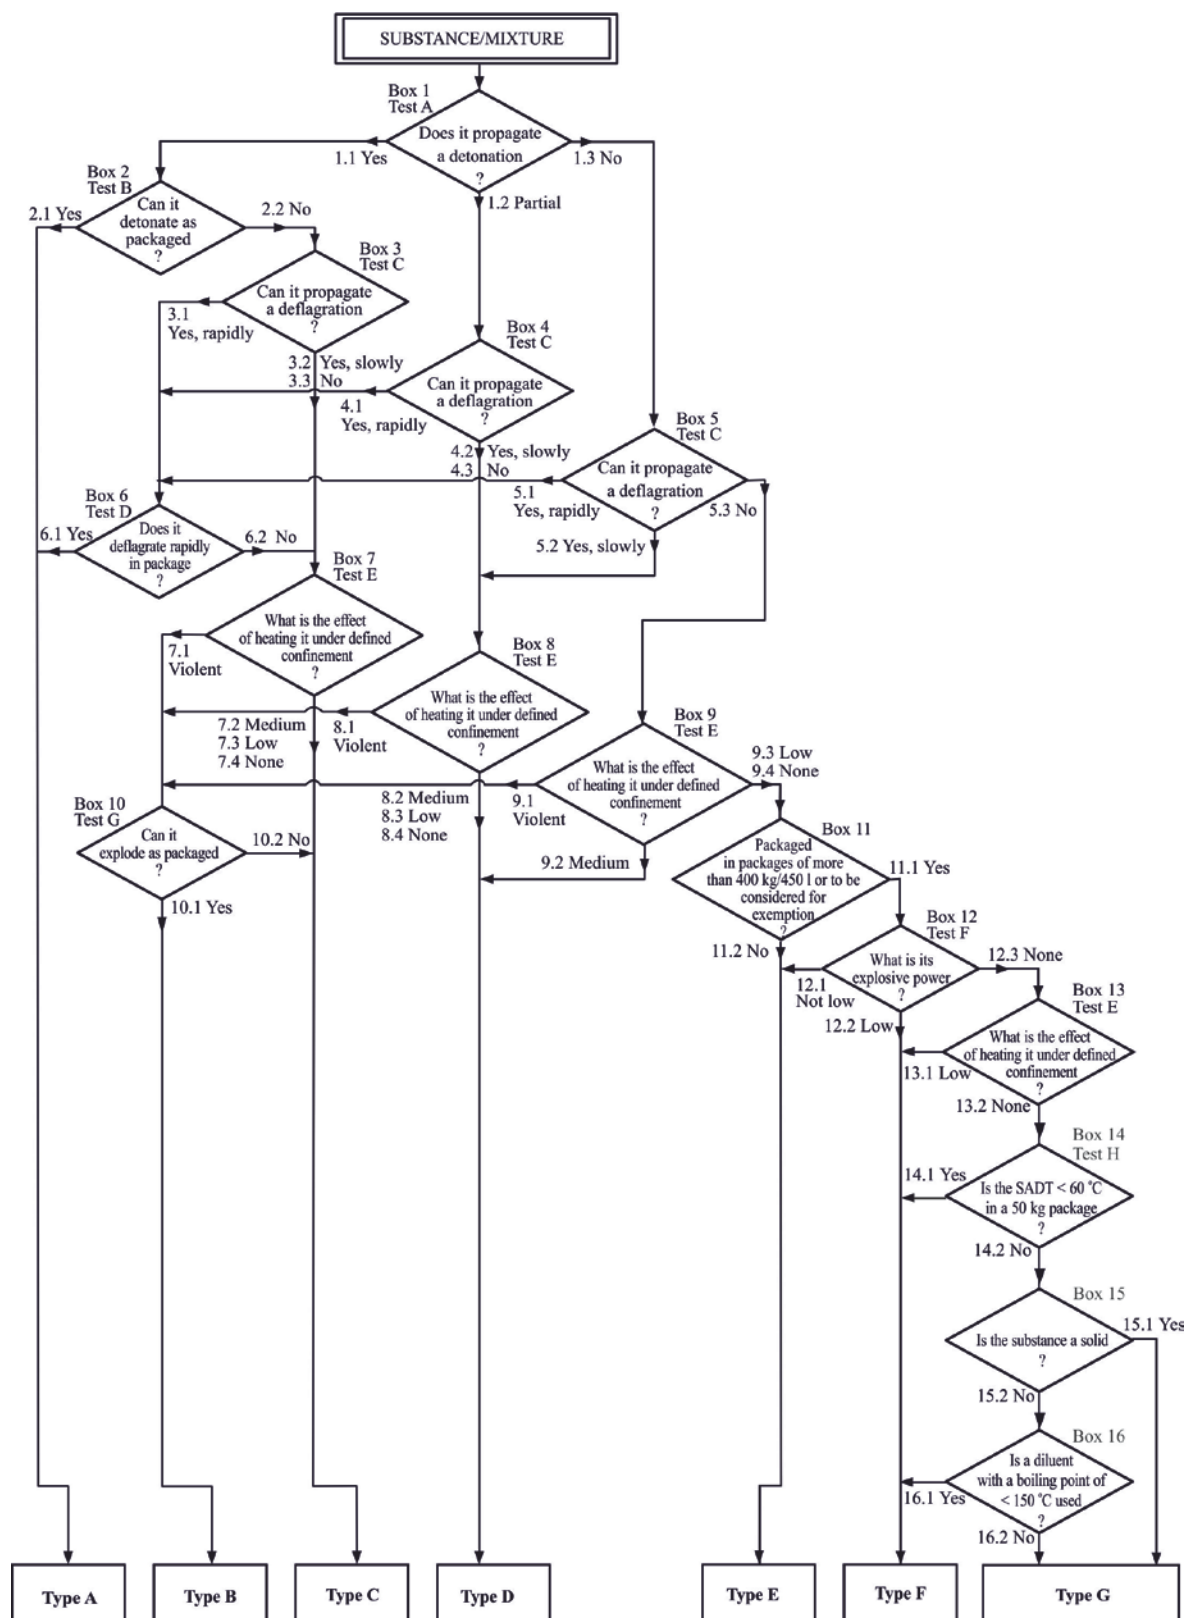 SUBSTANCE/MIXTURE
Box 1
Test A
Does it propagate
a detonation
?
1.1 Yes
1.3 No
1.2 Partial
Box 2
Test B
Can it
detonate as
packaged
?
2.1 Yes
2.2 No
Box 3
Test C
Can it propagate
a deflagration
?
3.1
Yes, rapidly
3.2 Yes, slowly
3.3 No
Box 4
Test C
Can it propagate
a deflagration
?
4.1
Yes, rapidly
4.2 Yes, slowly
4.3 No
Box 5
Test C
Can it propagate
a deflagration
?
5.1
Yes, rapidly
5.3 No
5.2 Yes, slowly
Box 6
Test D
Does it
deflagrate rapidly
in package
?
6.1 Yes
6.2 No
Box 7
Test E
What is the effect
of heating it under defined
confinement
?
7.1
Violent
7.2 Medium
7.3 Low
7.4 None
Box 8
Test E
What is the effect
of heating it under defined
confinement
?
8.1
Violent
8.2 Medium
8.3 Low
8.4 None
Box 9
Test E
What is the effect
of heating it under defined
confinement
?
9.1
Violent
9.2 Medium
9.3 Low
9.4 None
Box 10
Test G
Can it
explode as packaged
?
10.2 No
10.1 Yes
Box 11
Packaged
in packages of more
than 400 kg/450 l or to be
considered for
exemption
?
11.1 Yes
11.2 No
Box 12
Test F
What is its
explosive power
?
12.1
Not low
12.2 Low
12.3 None
Box 13
Test E
What is the effect
of heating it under defined
confinement
?
13.1 Low
13.2 None
Box 14
Test H
Is the SADT < 60 °C
in a 50 kg package
?
14.1 Yes
14.2 No
Box 15
Is the substance a solid
?
15.1 Yes
15.2 No
Box 16
Is a diluent
with a boiling point of
< 150 °C used
?
16.1 Yes
16.2 No
Type A
Type B
Type C
Type D
Type E
Type F
Type G